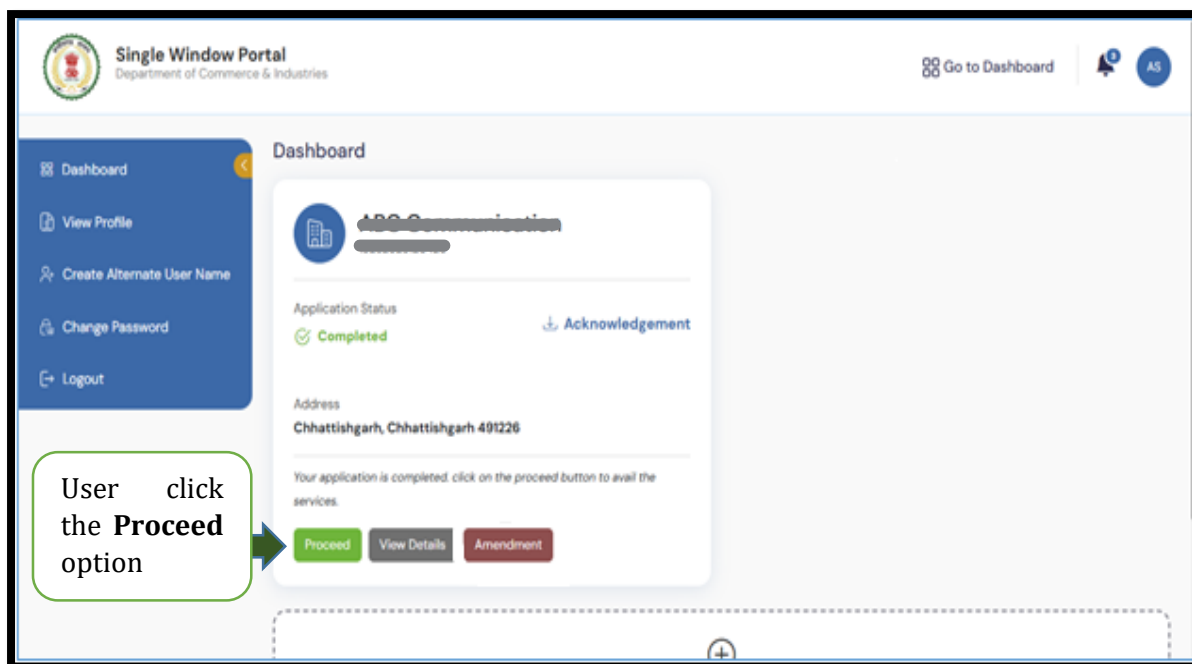 Single Window Portal
Department of Commerce & Industries
Go to Dashboard
3
AS
Dashboard
View Profile
Create Alternate User Name
Change Password
Logout
Dashboard
Application Status
Completed
Acknowledgement
Address
Chhattishgarh, Chhattishgarh 491226
Your application is completed. click on the proceed button to avail the
services.
Proceed
View Details
Amendment
User click
the Proceed
option